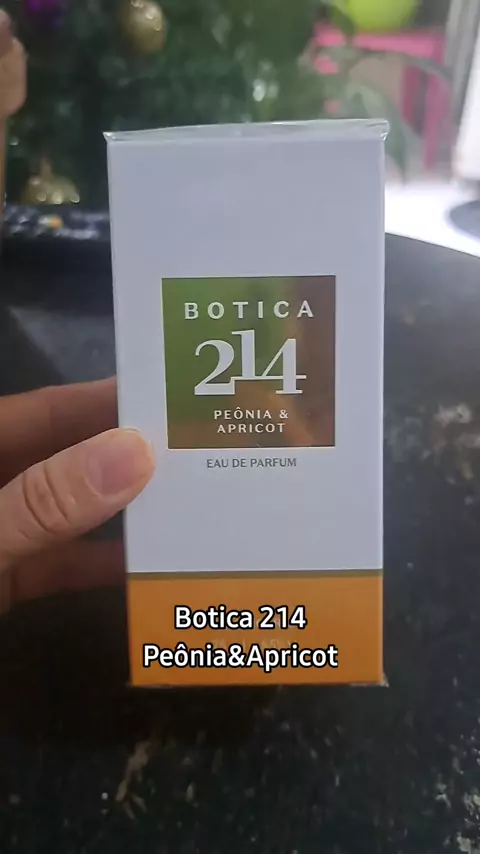 BOTICA
214
PEÔNIA &
APRICOT
EAU DE PARFUM
Botica 214
Peônia&Apricot